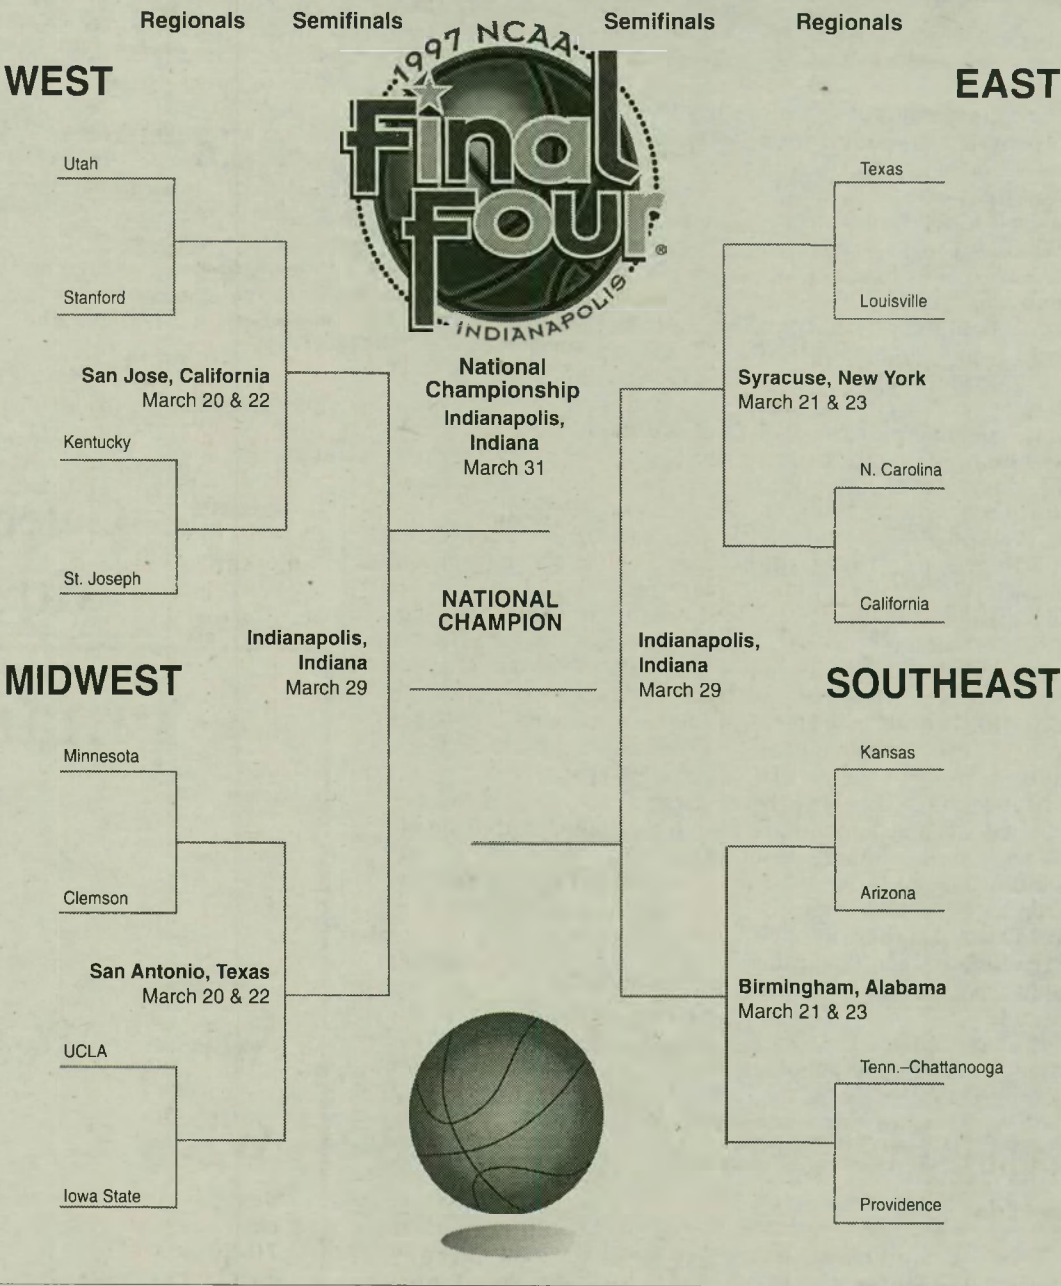 Regionals
Semifinals
Semifinals
Regionals
1997 NCAA
final
four
®
INDIANAPOLIS
WEST
Utah
Stanford
San Jose, California
March 20 & 22
Kentucky
St. Joseph
MIDWEST
Minnesota
Clemson
San Antonio, Texas
March 20 & 22
UCLA
Iowa State
Indianapolis,
Indiana
March 29
National
Championship
Indianapolis,
Indiana
March 31
NATIONAL
CHAMPION
Indianapolis,
Indiana
March 29
EAST
Texas
Louisville
Syracuse, New York
March 21 & 23
N. Carolina
California
SOUTHEAST
Kansas
Arizona
Birmingham, Alabama
March 21 & 23
Tenn.–Chattanooga
Providence